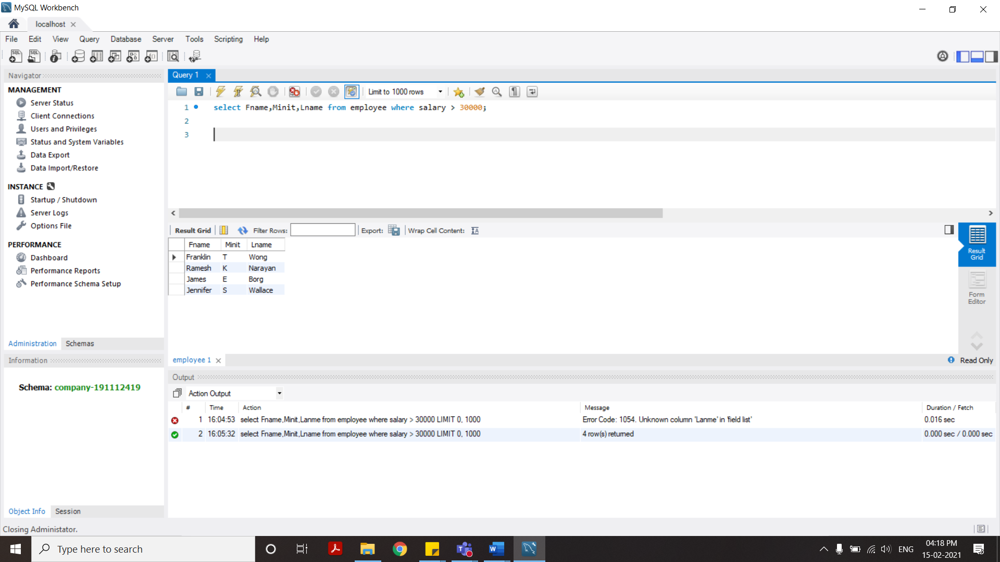 MySQL Workbench
localhost
File Edit View Query Database Server Tools Scripting Help
Navigator
MANAGEMENT
Server Status
Client Connections
Users and Privileges
Status and System Variables
Data Export
Data Import/Restore
INSTANCE
Startup / Shutdown
Server Logs
Options File
PERFORMANCE
Dashboard
Performance Reports
Performance Schema Setup
Administration Schemas
Information
Schema: company-191112419
Object Info Session
Query 1
Limit to 1000 rows
1 select Fname,Minit,Lname from employee where salary > 30000;
2
3
Result Grid Filter Rows: Export: Wrap Cell Content:
Fname Minit Lname
Franklin T Wong
Ramesh K Narayan
James E Borg
Jennifer S Wallace
Result
Grid
Form
Editor
employee 1
Read Only
Output
Action Output
# Time Action Message Duration / Fetch
1 16:04:53 select Fname,Minit,Lanme from employee where salary > 30000 LIMIT 0, 1000 Error Code: 1054. Unknown column 'Lanme' in 'field list' 0.016 sec
2 16:05:32 select Fname,Minit,Lname from employee where salary > 30000 LIMIT 0, 1000 4 row(s) returned 0.000 sec / 0.000 sec
Closing Administator.
Type here to search
ENG
04:18 PM
15-02-2021